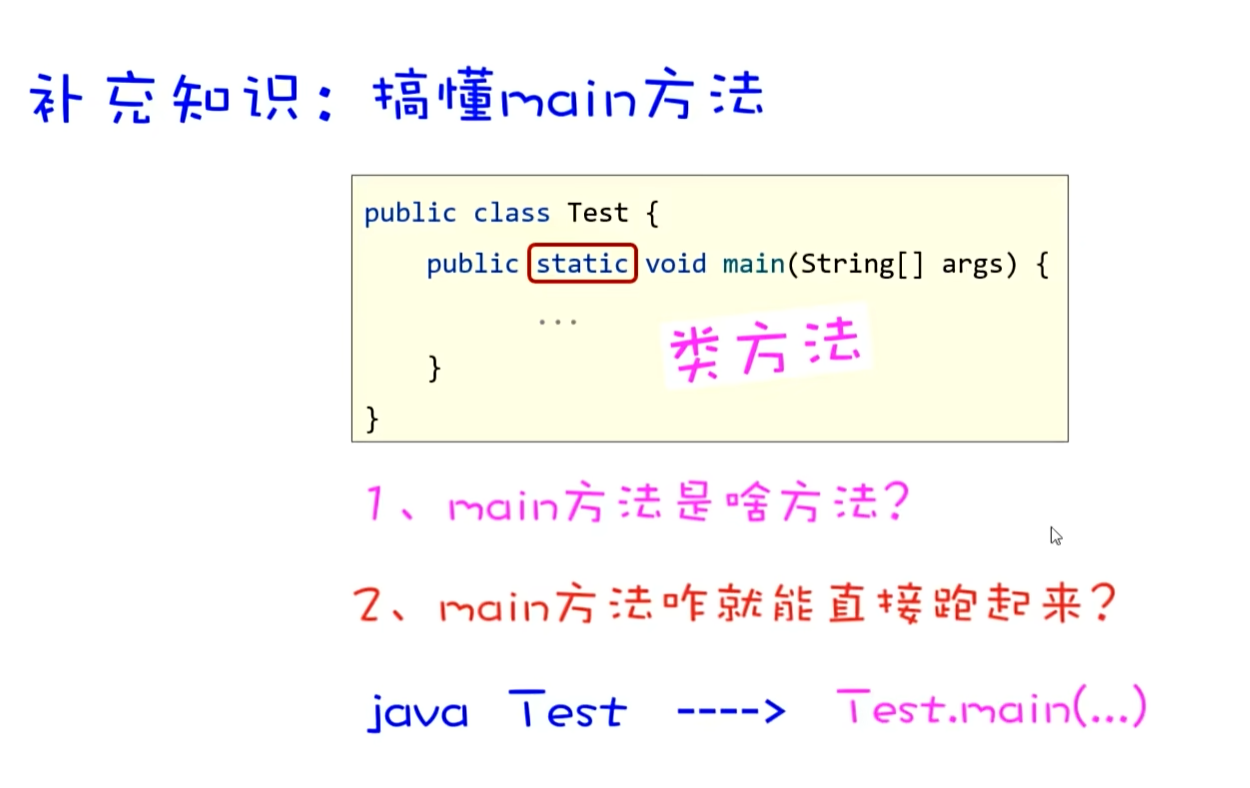 补充知识：搞懂main方法
public class Test {
public static void main(String[] args) {
...
类方法
}
}
1、main方法是啥方法?
2、main方法咋就能直接跑起来?
java Test ----> Test.main(...)